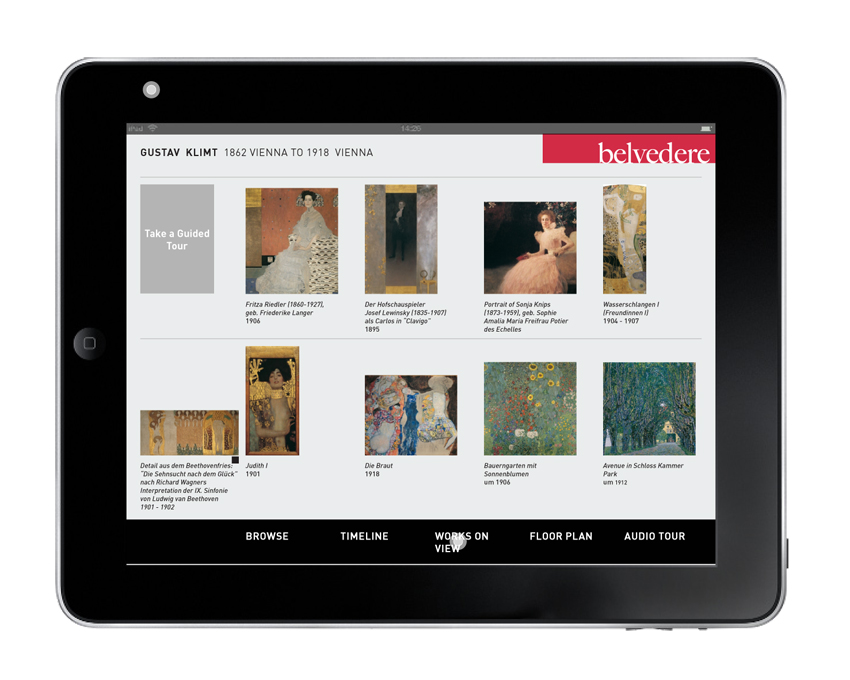 iPad
14:20
GUSTAV KLIMT 1862 VIENNA TO 1918 VIENNA
belvedere
Take a Guided
Tour
Fritza Riedler (1860-1927),
geb. Friederike Langer
1906
Der Hofschauspieler
Josef Lewinsky (1835-1907)
als Carlos in "Clavigo"
1895
Portrait of Sonja Knips
(1873-1959), geb. Sophie
Amalia Maria Freifrau Potier
des Echelles
Wasserschlangen I
(Freundinnen I)
1904 - 1907
Detail aus dem Beethovenfries:
"Die Sehnsucht nach dem Glück"
nach Richard Wagners
Interpretation der IX. Sinfonie
von Ludwig van Beethoven
1901 - 1902
Judith I
1901
Die Braut
1918
Bauerngarten mit
Sonnenblumen
um 1906
Avenue in Schloss Kammer
Park
um 1912
BROWSE
TIMELINE
WORKS ON
VIEW
FLOOR PLAN
AUDIO TOUR